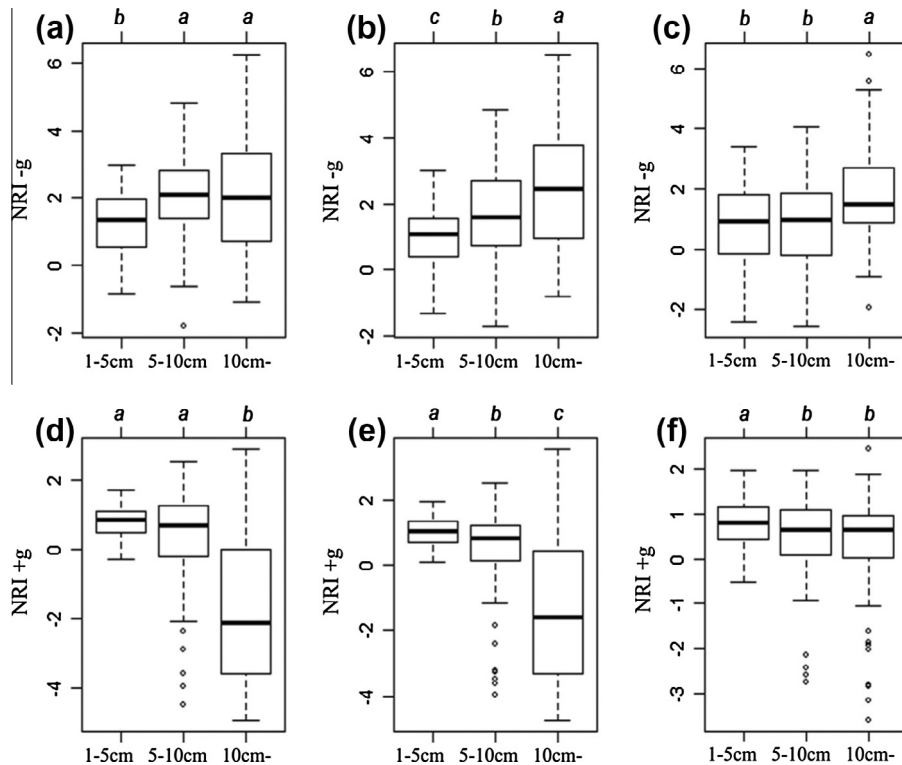 b a a c b a b b a
(a) (b) (c)
6 4 2 0 -2
NRI -g
6 4 2 0 -2
NRI -g
6 4 2 0 -2
NRI -g
1-5cm 5-10cm 10cm- 1-5cm 5-10cm 10cm- 1-5cm 5-10cm 10cm-
a a b a b c a b b
(d) (e) (f)
2 0 -2 -4
NRI +g
2 0 -2 -4
NRI +g
2 1 0 -1 -3
NRI +g
1-5cm 5-10cm 10cm- 1-5cm 5-10cm 10cm- 1-5cm 5-10cm 10cm-